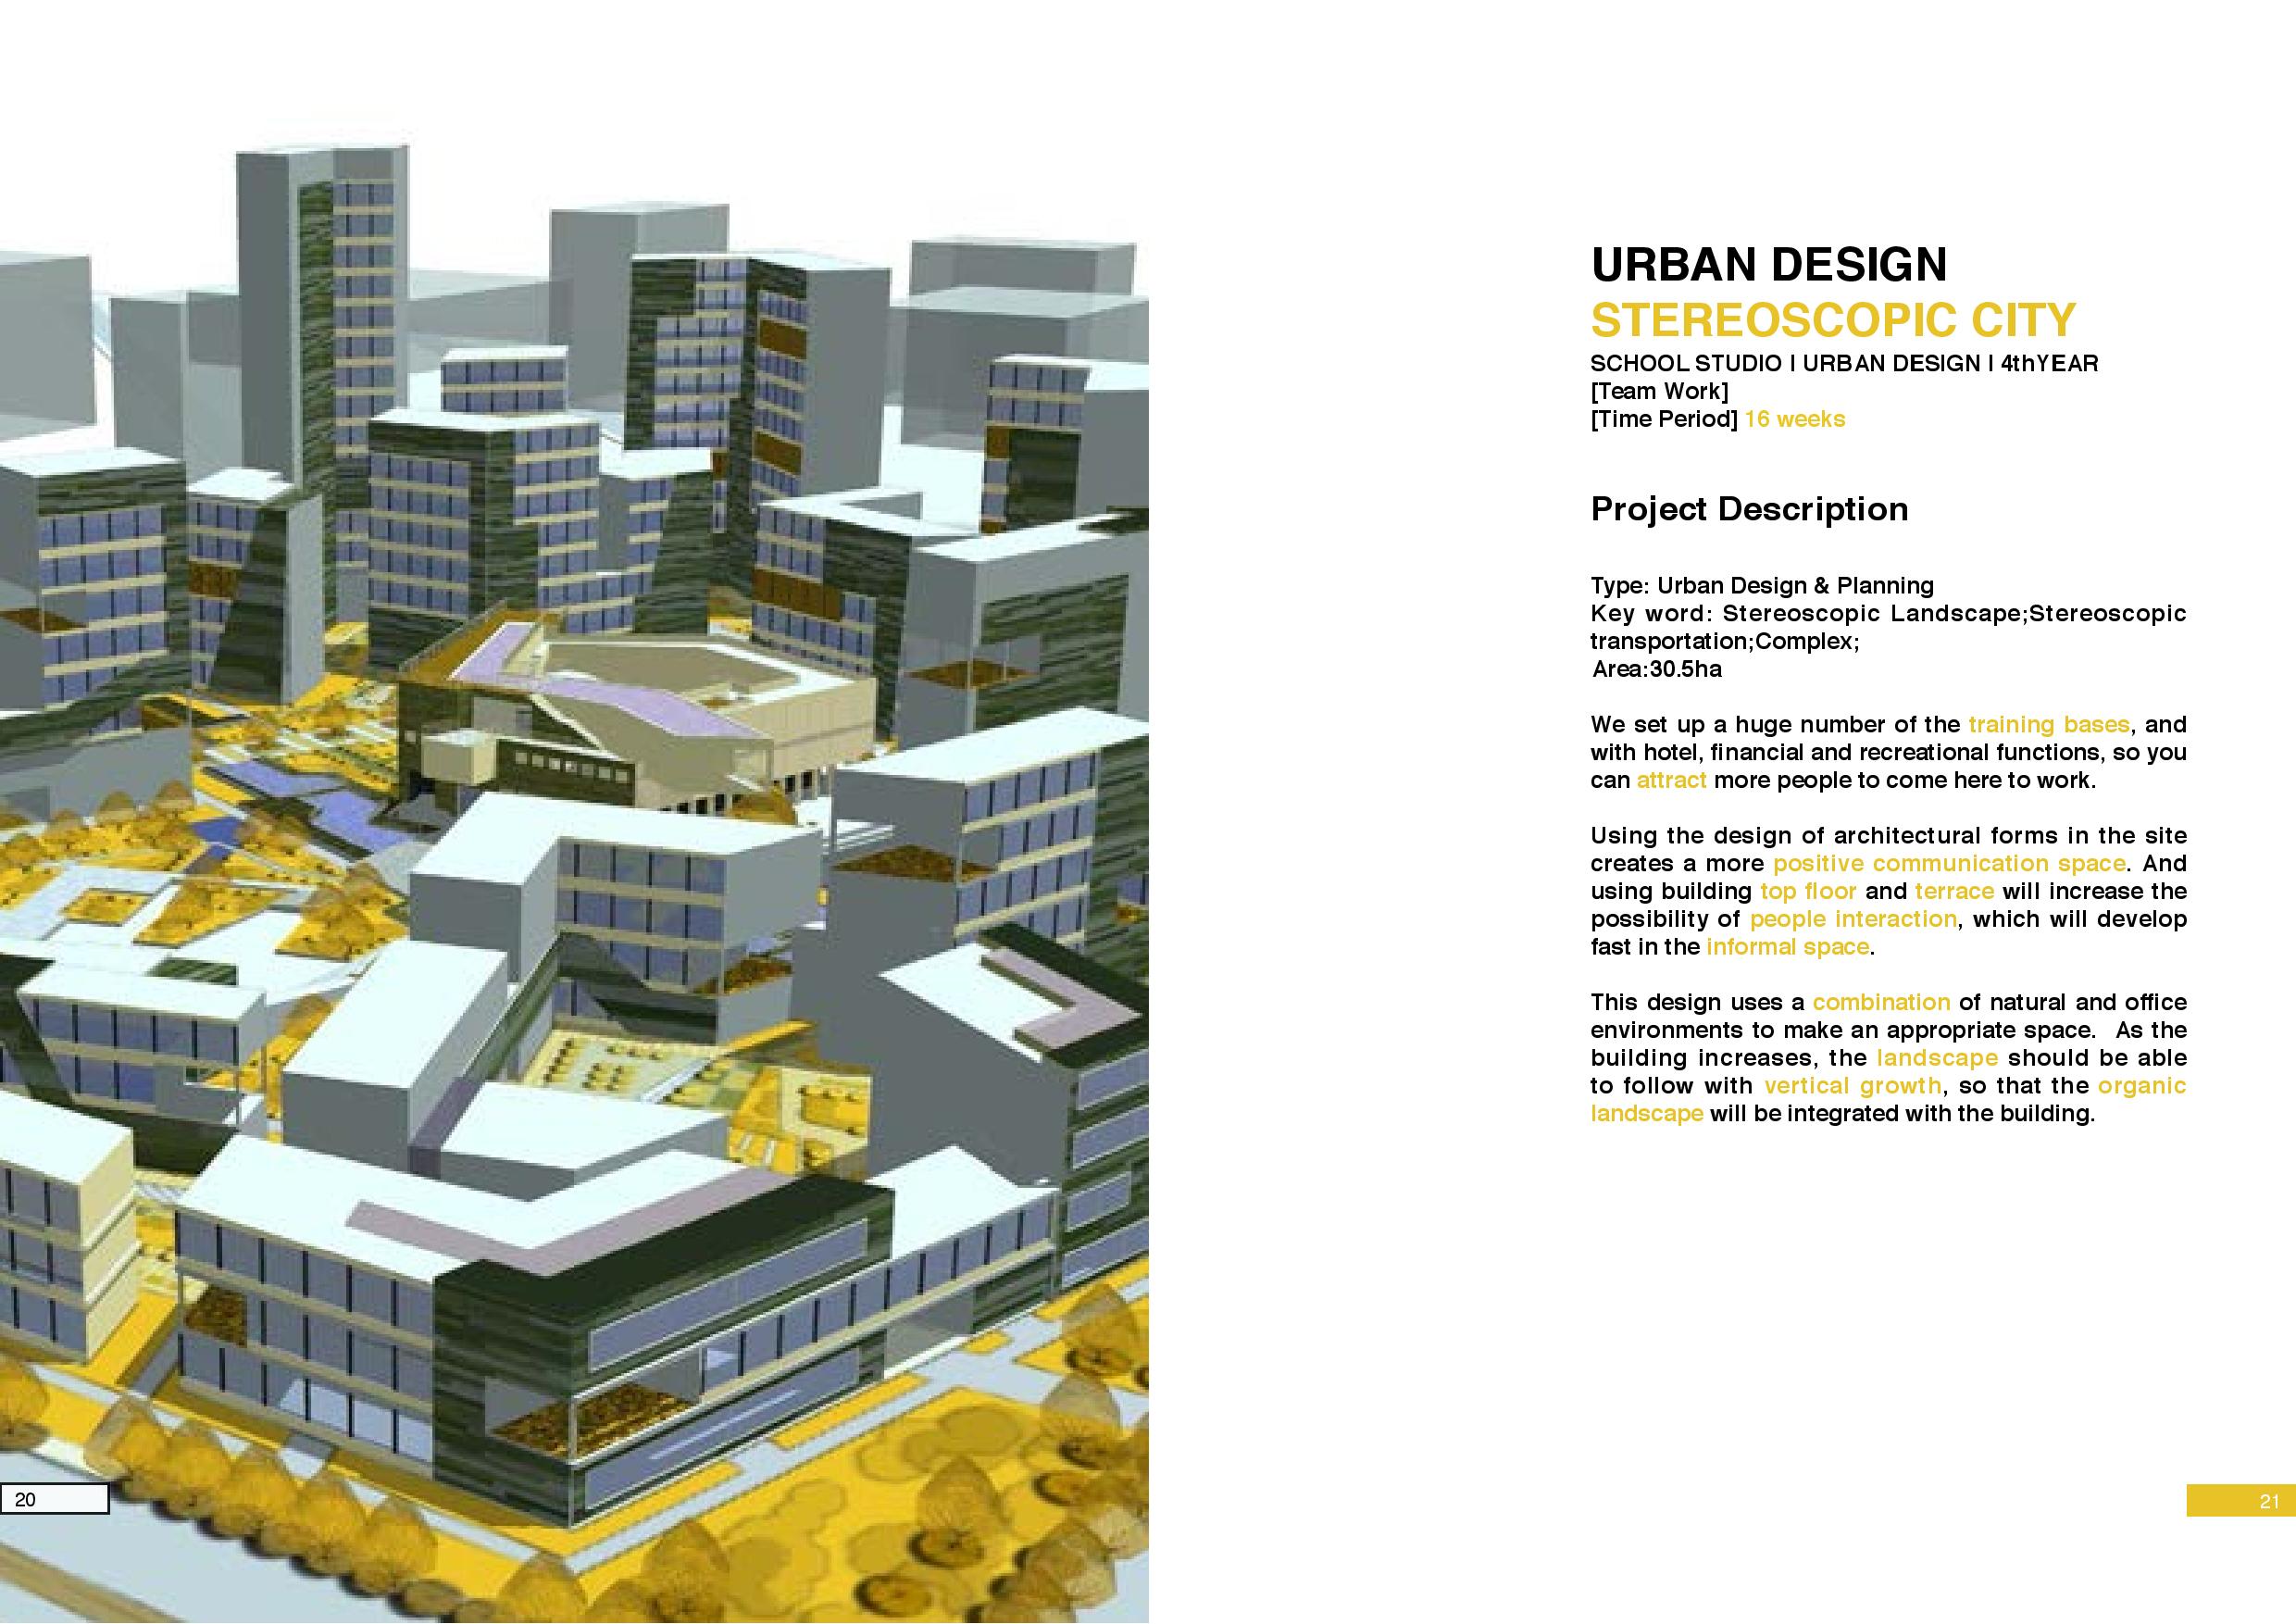 URBAN DESIGN
STEREOSCOPIC CITY
SCHOOL STUDIO I URBAN DESIGN I 4thYEAR
[Team Work]
[Time Period] 16 weeks
Project Description
Type: Urban Design & Planning
Key word: Stereoscopic Landscape;Stereoscopic
transportation;Complex;
Area:30.5ha
We set up a huge number of the training bases, and
with hotel, financial and recreational functions, so you
can attract more people to come here to work.
Using the design of architectural forms in the site
creates a more positive communication space. And
using building top floor and terrace will increase the
possibility of people interaction, which will develop
fast in the informal space.
This design uses a combination of natural and office
environments to make an appropriate space. As the
building increases, the landscape should be able
to follow with vertical growth, so that the organic
landscape will be integrated with the building.
20
21